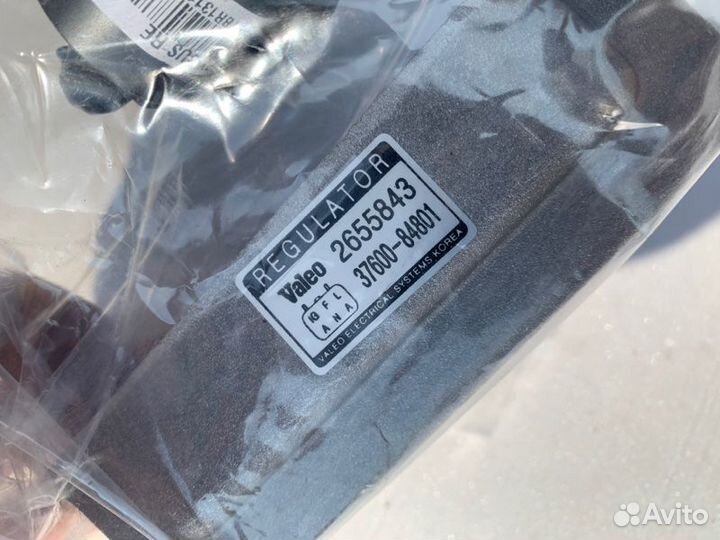 REGULATOR
Valeo 2655843
37600-84801
IG F L
A N A
VALEO ELECTRICAL SYSTEMS KOREA
Avito